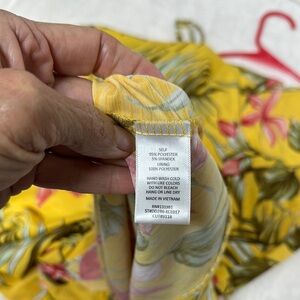 SELF
95% POLYESTER
5% SPANDEX
LINING
100% POLYESTER
HAND WASH COLD
WITH LIKE COLORS
DO NOT BLEACH
HANG OR LINE DRY
MADE IN VIETNAM